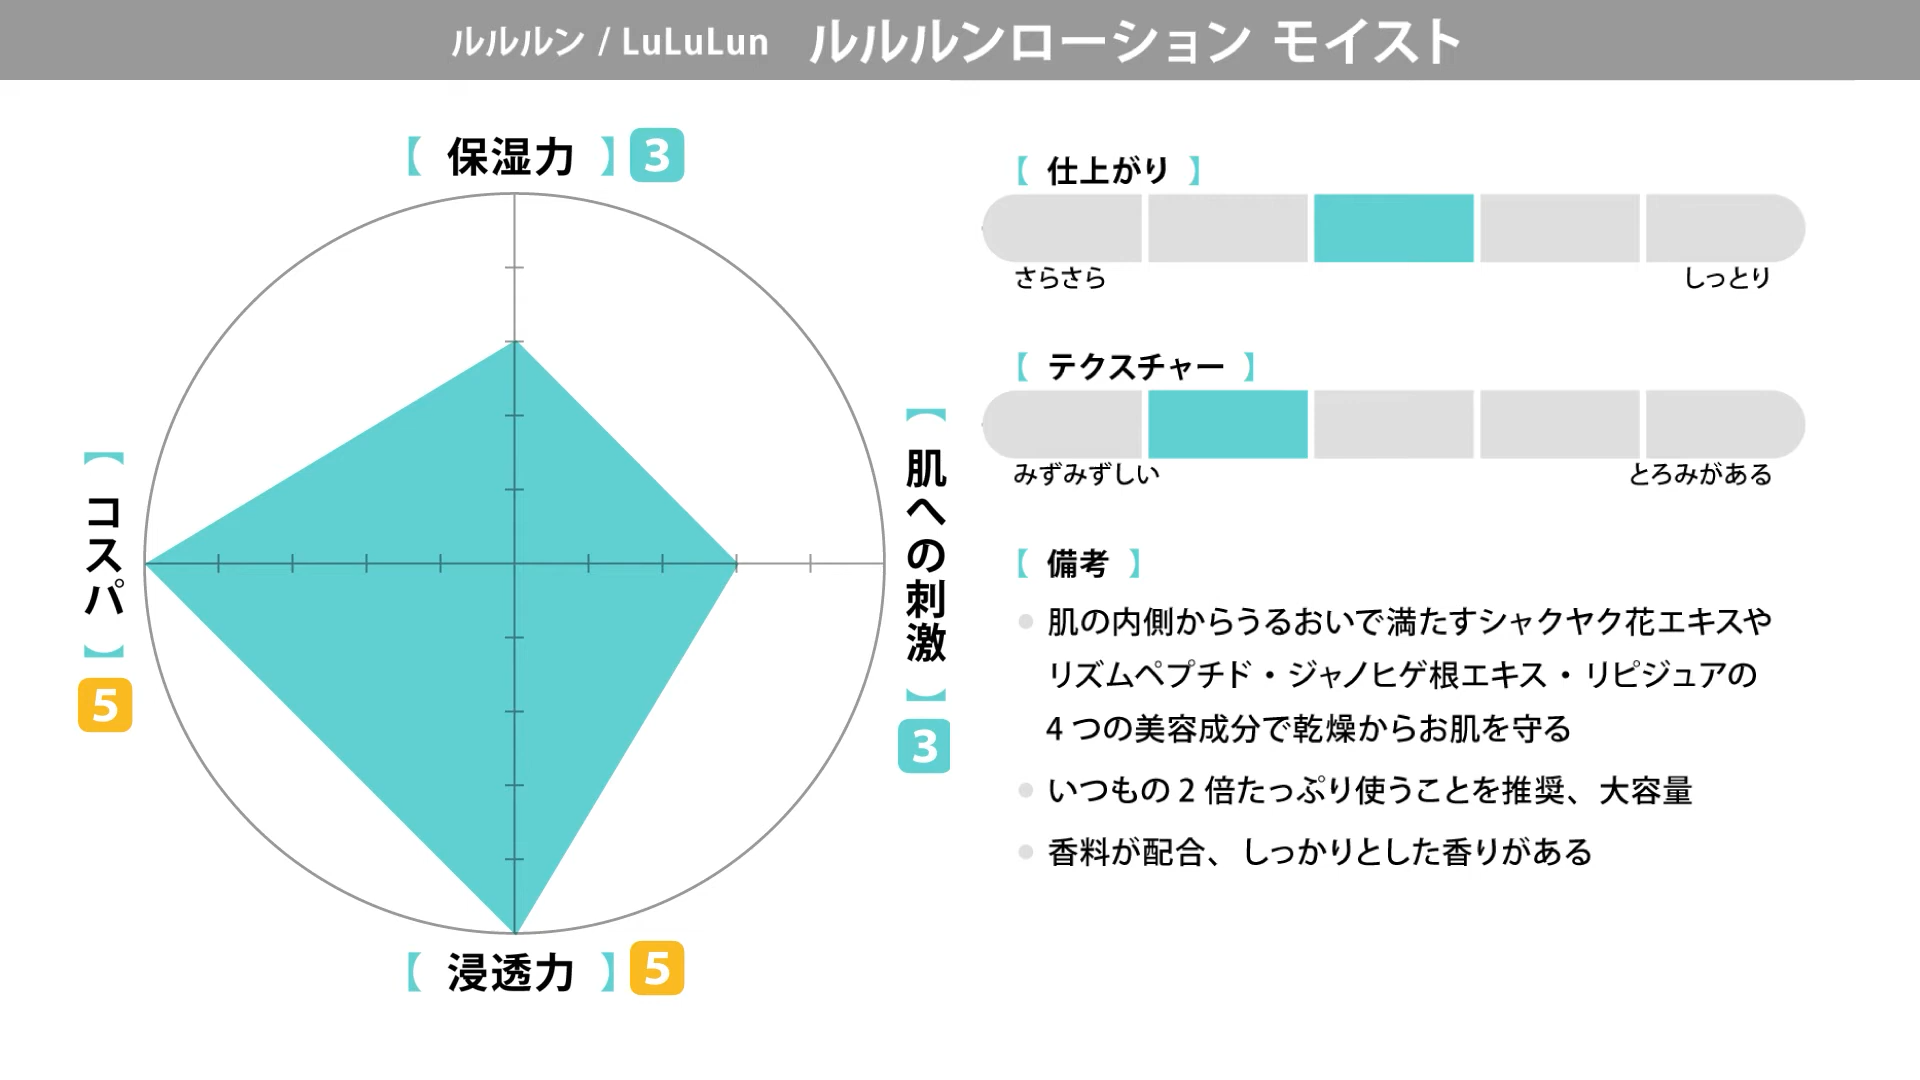 ルルルン / LuLuLun ルルルンローション モイスト
【 保湿力 】 3
【 コスパ 】 5
【 肌への刺激 】 3
【 浸透力 】 5
【 仕上がり 】
さらさら しっとり
【 テクスチャー 】
みずみずしい とろみがある
【 備考 】
肌の内側からうるおいで満たすシャクヤク花エキスや
リズムペプチド・ジャノヒゲ根エキス・リピジュアの
4つの美容成分で乾燥からお肌を守る
いつもの2倍たっぷり使うことを推奨、大容量
香料が配合、しっかりとした香りがある